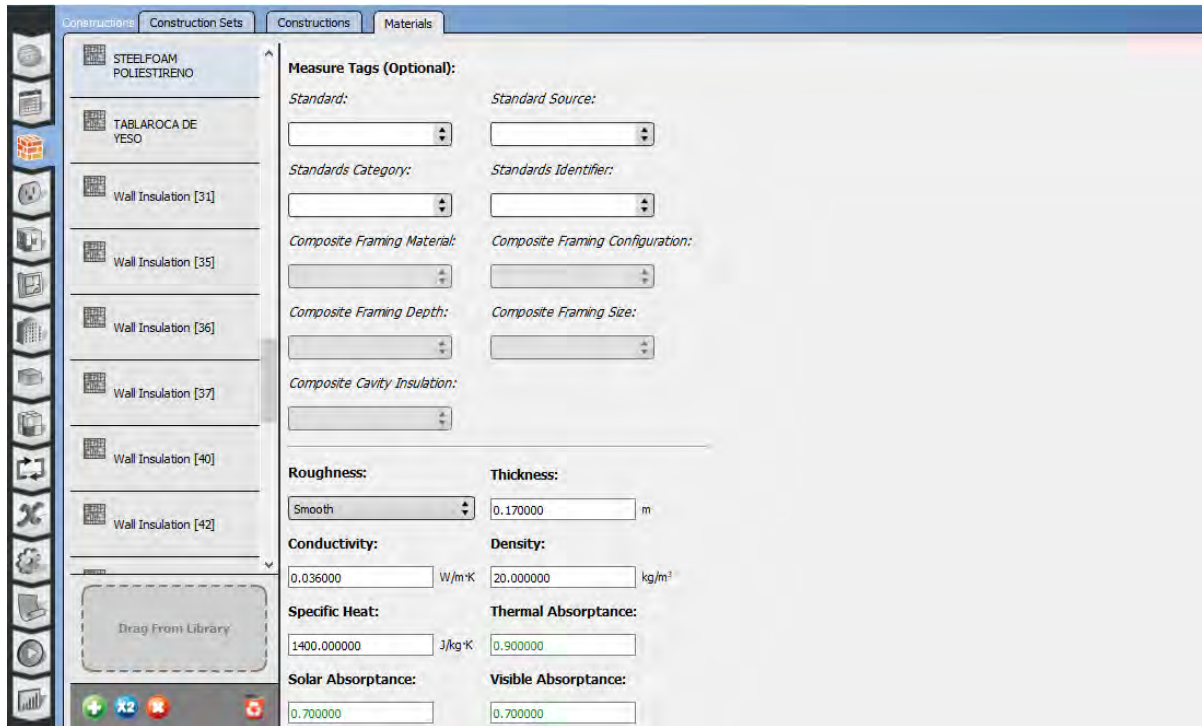 Constructions
Construction Sets
Constructions
Materials
STEELFOAM
POLIESTIRENO
TABLAROCA DE
YESO
Wall Insulation [31]
Wall Insulation [35]
Wall Insulation [36]
Wall Insulation [37]
Wall Insulation [40]
Wall Insulation [42]
Drag From Library
X2
Measure Tags (Optional):
Standard: Standard Source:
Standards Category: Standards Identifier:
Composite Framing Material: Composite Framing Configuration:
Composite Framing Depth: Composite Framing Size:
Composite Cavity Insulation:
Roughness: Thickness:
Smooth 0.170000 m
Conductivity: Density:
0.036000 W/m·K 20.000000 kg/m³
Specific Heat: Thermal Absorptance:
1400.000000 J/kg·K 0.900000
Solar Absorptance: Visible Absorptance:
0.700000 0.700000